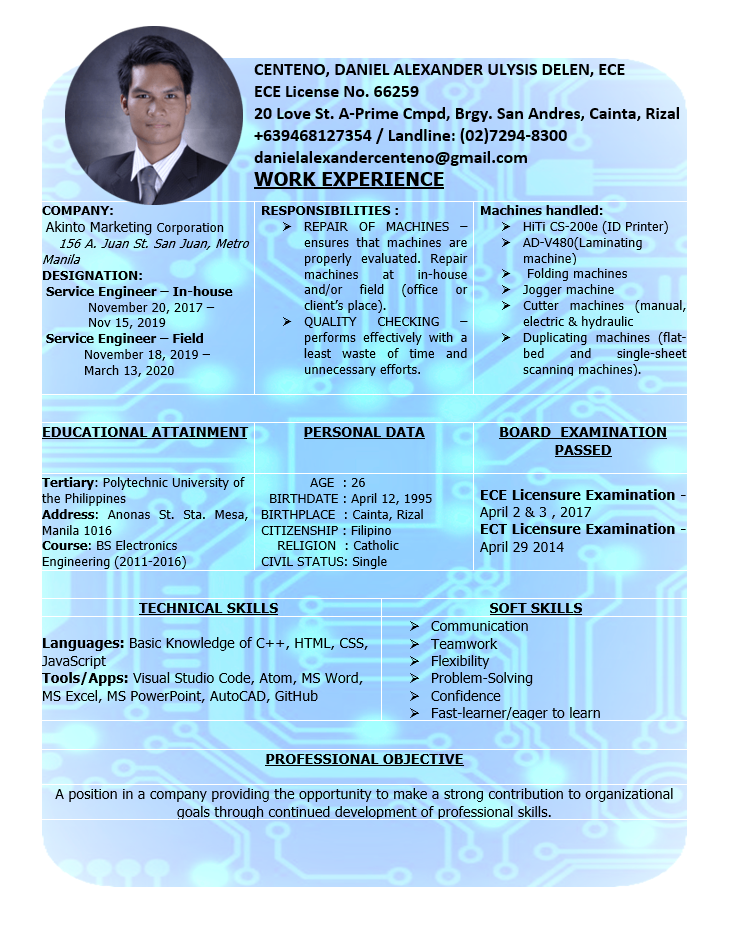 CENTENO, DANIEL ALEXANDER ULYSIS DELEN, ECE
ECE License No. 66259
20 Love St. A-Prime Cmpd, Brgy. San Andres, Cainta, Rizal
+639468127354 / Landline: (02)7294-8300
danielalexandercenteno@gmail.com
WORK EXPERIENCE
COMPANY:
Akinto Marketing Corporation
156 A. Juan St. San Juan, Metro
Manila
DESIGNATION:
Service Engineer – In-house
November 20, 2017 –
Nov 15, 2019
Service Engineer – Field
November 18, 2019 –
March 13, 2020
RESPONSIBILITIES :
➢ REPAIR OF MACHINES –
ensures that machines are
properly evaluated. Repair
machines at in-house
and/or field (office or
client's place).
➢ QUALITY CHECKING –
performs effectively with a
least waste of time and
unnecessary efforts.
Machines handled:
➢ HiTi CS-200e (ID Printer)
➢ AD-V480(Laminating
machine)
➢ Folding machines
➢ Jogger machine
➢ Cutter machines (manual,
electric & hydraulic
➢ Duplicating machines (flat-
bed and single-sheet
scanning machines).
EDUCATIONAL ATTAINMENT
Tertiary: Polytechnic University of
the Philippines
Address: Anonas St. Sta. Mesa,
Manila 1016
Course: BS Electronics
Engineering (2011-2016)
PERSONAL DATA
AGE : 26
BIRTHDATE : April 12, 1995
BIRTHPLACE : Cainta, Rizal
CITIZENSHIP : Filipino
RELIGION : Catholic
CIVIL STATUS: Single
BOARD EXAMINATION
PASSED
ECE Licensure Examination -
April 2 & 3 , 2017
ECT Licensure Examination -
April 29 2014
TECHNICAL SKILLS
Languages: Basic Knowledge of C++, HTML, CSS,
JavaScript
Tools/Apps: Visual Studio Code, Atom, MS Word,
MS Excel, MS PowerPoint, AutoCAD, GitHub
SOFT SKILLS
➢ Communication
➢ Teamwork
➢ Flexibility
➢ Problem-Solving
➢ Confidence
➢ Fast-learner/eager to learn
PROFESSIONAL OBJECTIVE
A position in a company providing the opportunity to make a strong contribution to organizational
goals through continued development of professional skills.